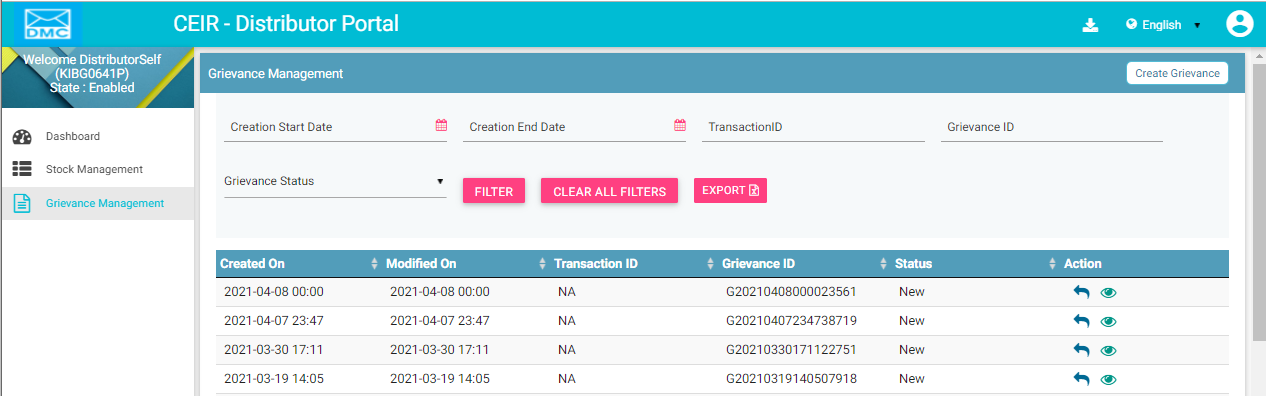 DMC
CEIR - Distributor Portal
English
Welcome DistributorSelf
(KIBG0641P)
State : Enabled
Dashboard
Stock Management
Grievance Management
Grievance Management
Create Grievance
Creation Start Date
Creation End Date
TransactionID
Grievance ID
Grievance Status
FILTER
CLEAR ALL FILTERS
EXPORT
Created On Modified On Transaction ID Grievance ID Status Action
2021-04-08 00:00 2021-04-08 00:00 NA G20210408000023561 New
2021-04-07 23:47 2021-04-07 23:47 NA G20210407234738719 New
2021-03-30 17:11 2021-03-30 17:11 NA G20210330171122751 New
2021-03-19 14:05 2021-03-19 14:05 NA G20210319140507918 New